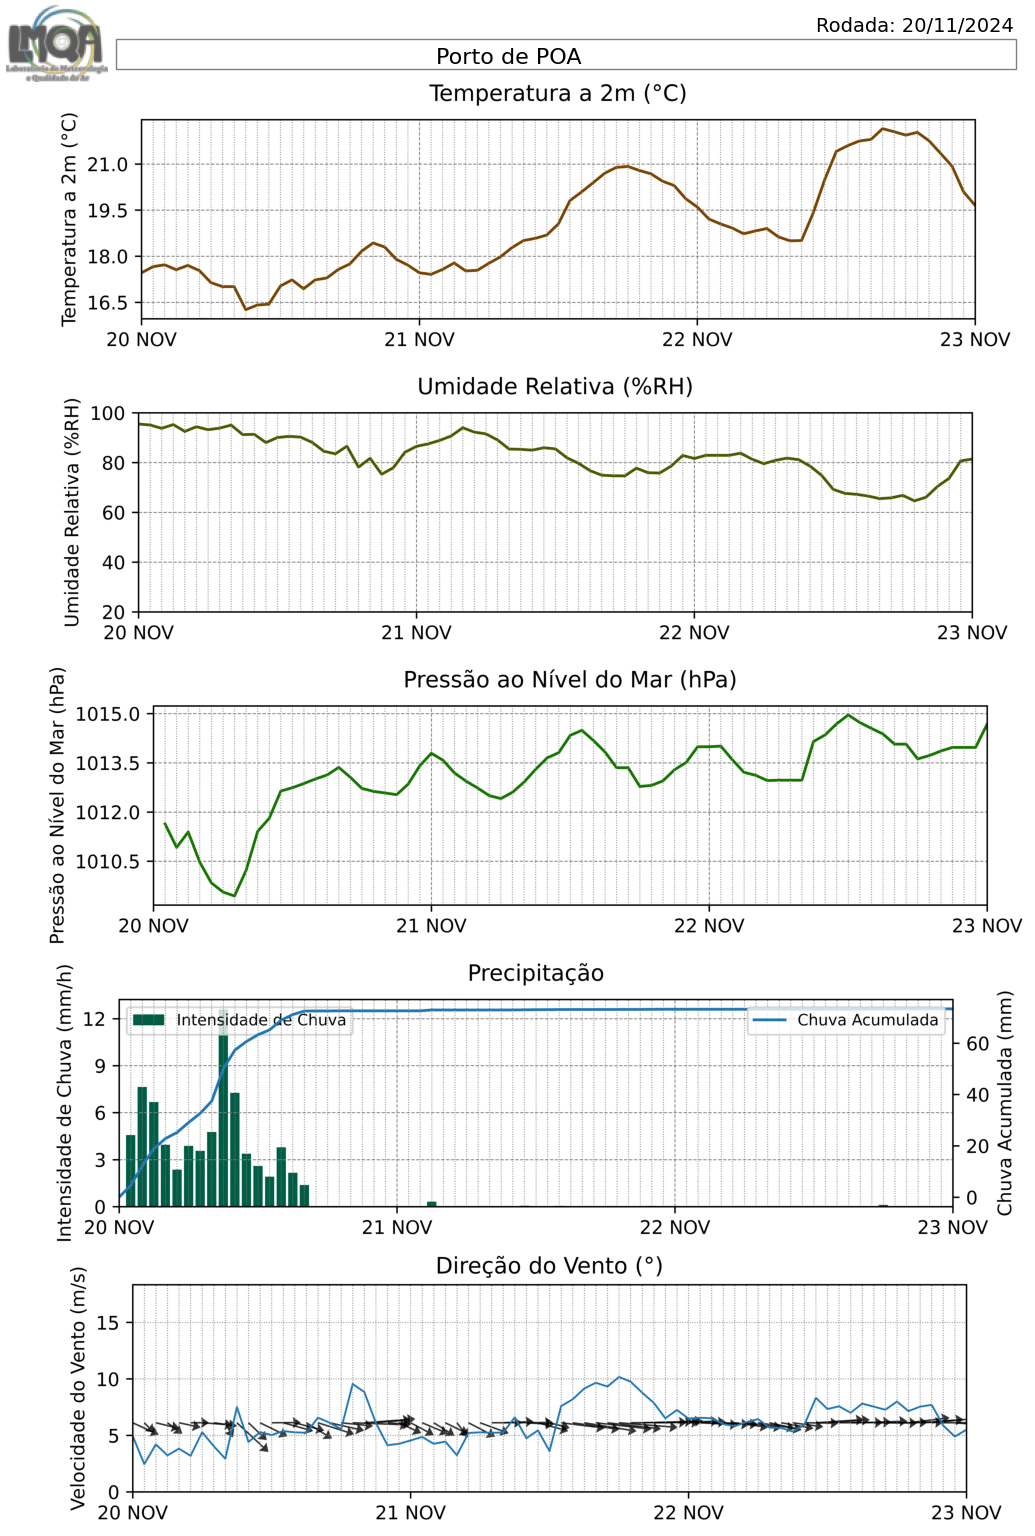 Rodada: 20/11/2024
LMQA
Laboratório de Meteorologia
e Qualidade do Ar
Porto de POA
Temperatura a 2m (°C)
Temperatura a 2m (°C)
21.0
19.5
18.0
16.5
20 NOV 21 NOV 22 NOV 23 NOV
Umidade Relativa (%RH)
Umidade Relativa (%RH)
100
80
60
40
20
20 NOV 21 NOV 22 NOV 23 NOV
Pressão ao Nível do Mar (hPa)
Pressão ao Nível do Mar (hPa)
1015.0
1013.5
1012.0
1010.5
20 NOV 21 NOV 22 NOV 23 NOV
Precipitação
Intensidade de Chuva (mm/h)
12
9
6
3
0
Intensidade de Chuva
Chuva Acumulada
60
40
20
0
Chuva Acumulada (mm)
20 NOV 21 NOV 22 NOV 23 NOV
Direção do Vento (°)
Velocidade do Vento (m/s)
15
10
5
0
20 NOV 21 NOV 22 NOV 23 NOV